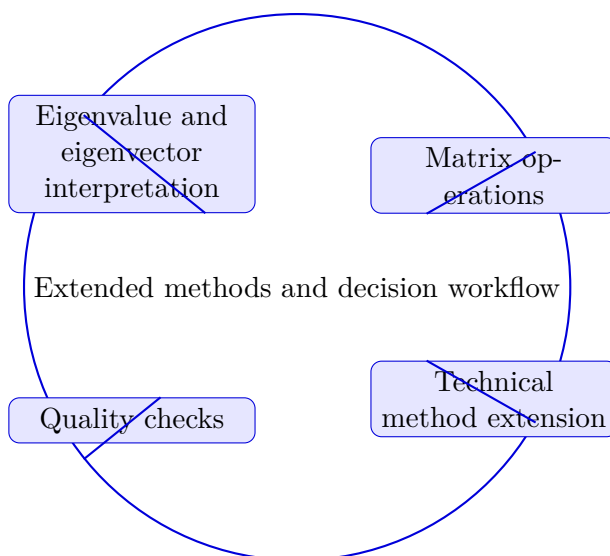 Eigenvalue and
eigenvector
interpretation
Matrix op-
erations
Extended methods and decision workflow
Quality checks
Technical
method extension